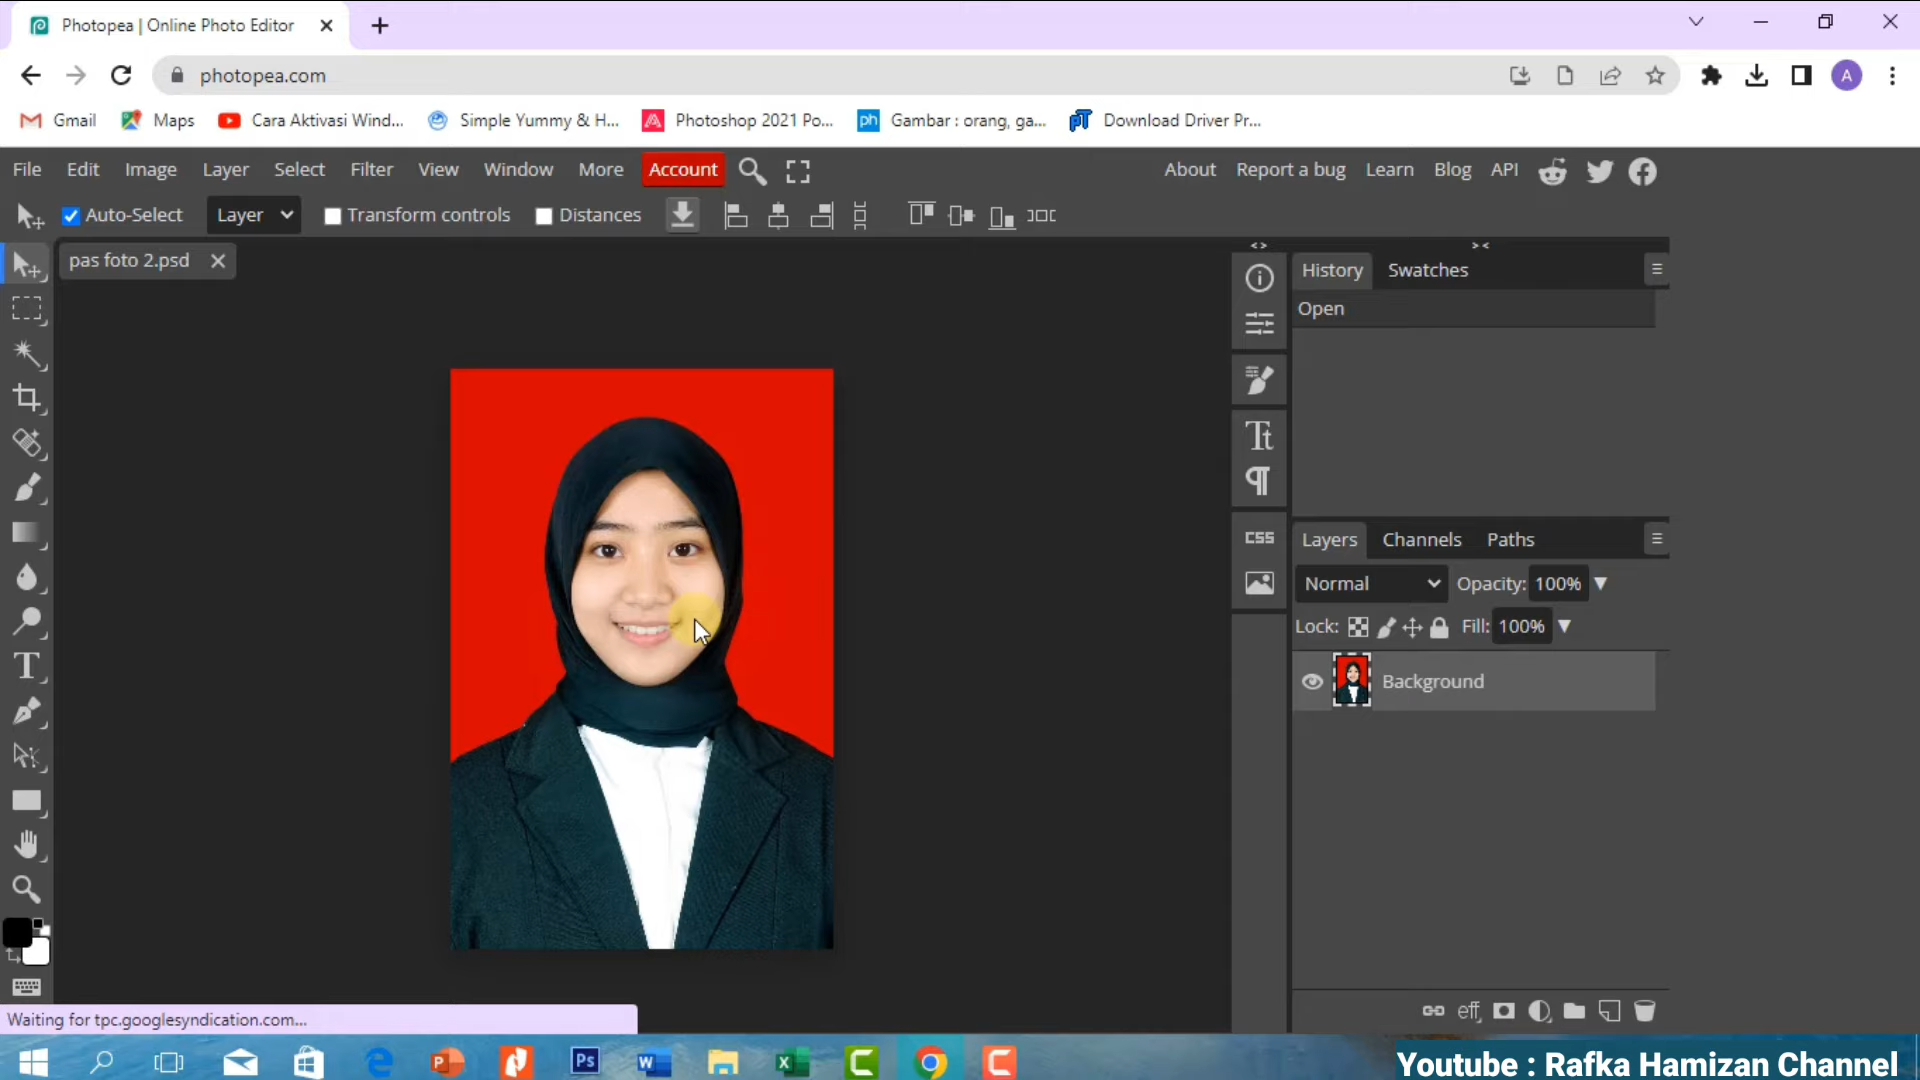 Photopea | Online Photo Editor
photopea.com
A
Gmail
Maps
Cara Aktivasi Wind...
Simple Yummy & H...
Photoshop 2021 Po...
ph
Gambar : orang, ga...
Download Driver Pr...
File Edit Image Layer Select Filter View Window More Account
About Report a bug Learn Blog API
Auto-Select
Layer
Transform controls
Distances
pas foto 2.psd
< >
> <
History Swatches
Open
CSS
Layers Channels Paths
Normal
Opacity: 100%
Lock:
Fill: 100%
Background
eff
Waiting for tpc.googlesyndication.com...
Ps
Youtube : Rafka Hamizan Channel